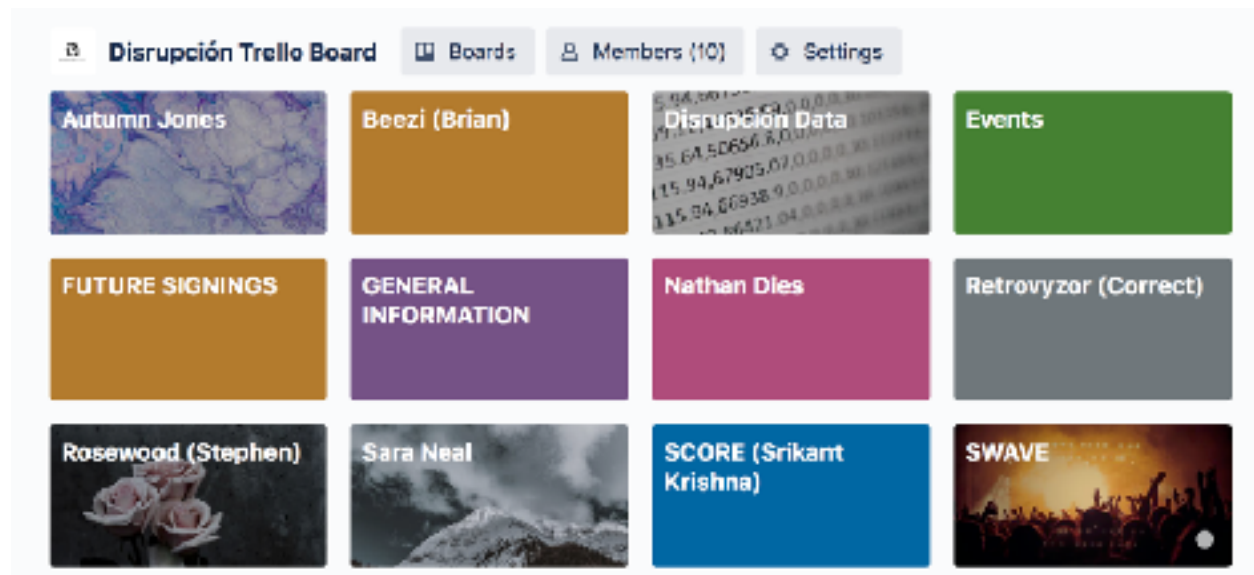 Disrupción Trello Board
Boards
Members (10)
Settings
Autumn Jones
Beezi (Brian)
Disrupción Data
Events
FUTURE SIGNINGS
GENERAL
INFORMATION
Nathan Dies
Retrovyzor (Correct)
Rosewood (Stephen)
Sara Neal
SCORE (Srikant
Krishna)
SWAVE